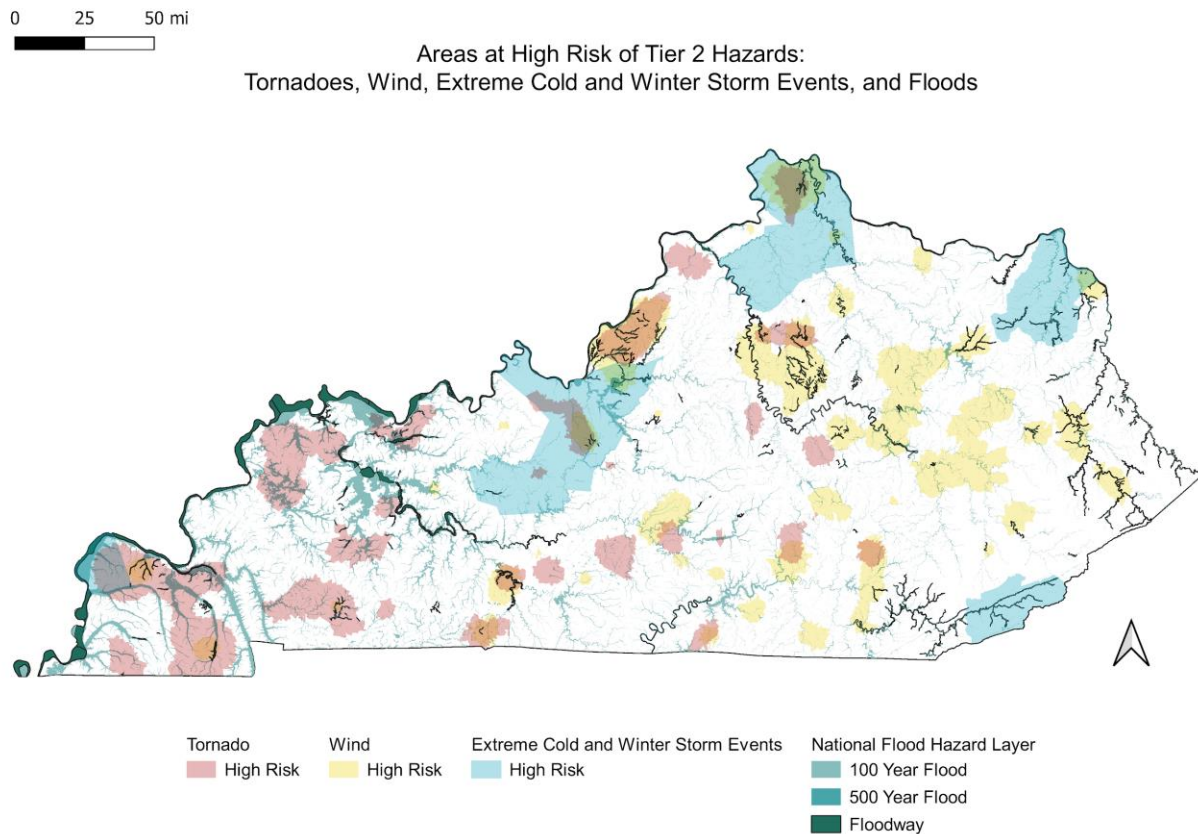 0 25 50 mi
Areas at High Risk of Tier 2 Hazards:
Tornadoes, Wind, Extreme Cold and Winter Storm Events, and Floods
Tornado
High Risk
Wind
High Risk
Extreme Cold and Winter Storm Events
High Risk
National Flood Hazard Layer
100 Year Flood
500 Year Flood
Floodway